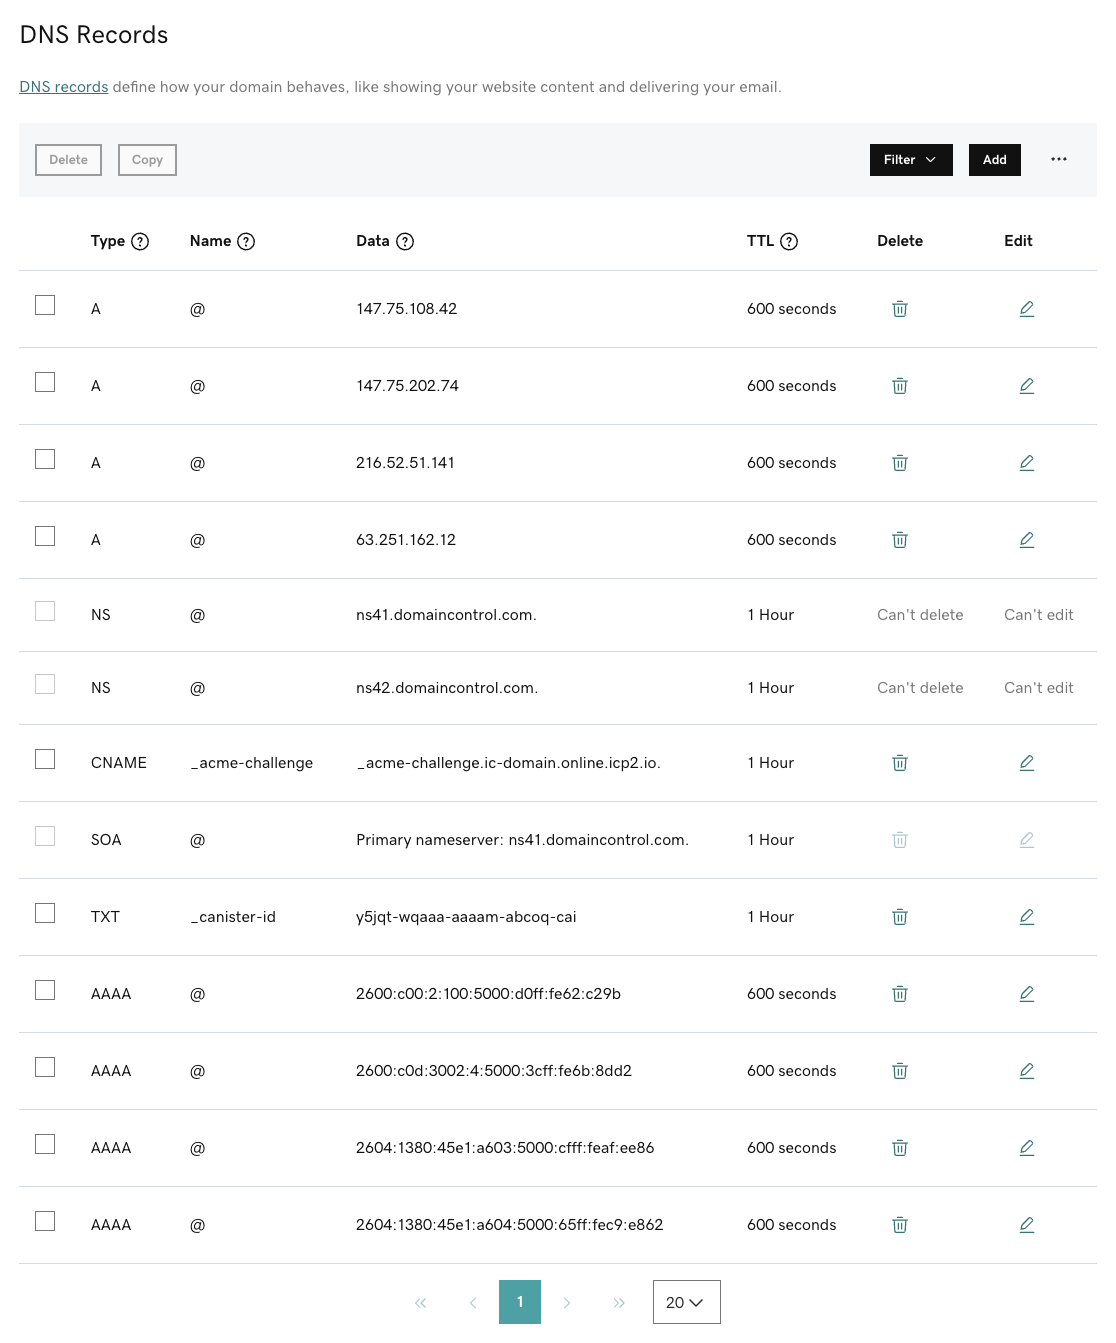 DNS Records
DNS records define how your domain behaves, like showing your website content and delivering your email.
Delete Copy Filter Add ...
Type ? Name ? Data ? TTL ? Delete Edit
A @ 147.75.108.42 600 seconds
A @ 147.75.202.74 600 seconds
A @ 216.52.51.141 600 seconds
A @ 63.251.162.12 600 seconds
NS @ ns41.domaincontrol.com. 1 Hour Can't delete Can't edit
NS @ ns42.domaincontrol.com. 1 Hour Can't delete Can't edit
CNAME _acme-challenge _acme-challenge.ic-domain.online.icp2.io. 1 Hour
SOA @ Primary nameserver: ns41.domaincontrol.com. 1 Hour
TXT _canister-id y5jqt-wqaaa-aaaam-abcoq-cai 1 Hour
AAAA @ 2600:c00:2:100:5000:d0ff:fe62:c29b 600 seconds
AAAA @ 2600:c0d:3002:4:5000:3cff:fe6b:8dd2 600 seconds
AAAA @ 2604:1380:45e1:a603:5000:cfff:feaf:ee86 600 seconds
AAAA @ 2604:1380:45e1:a604:5000:65ff:fec9:e862 600 seconds
« ‹ 1 › » 20